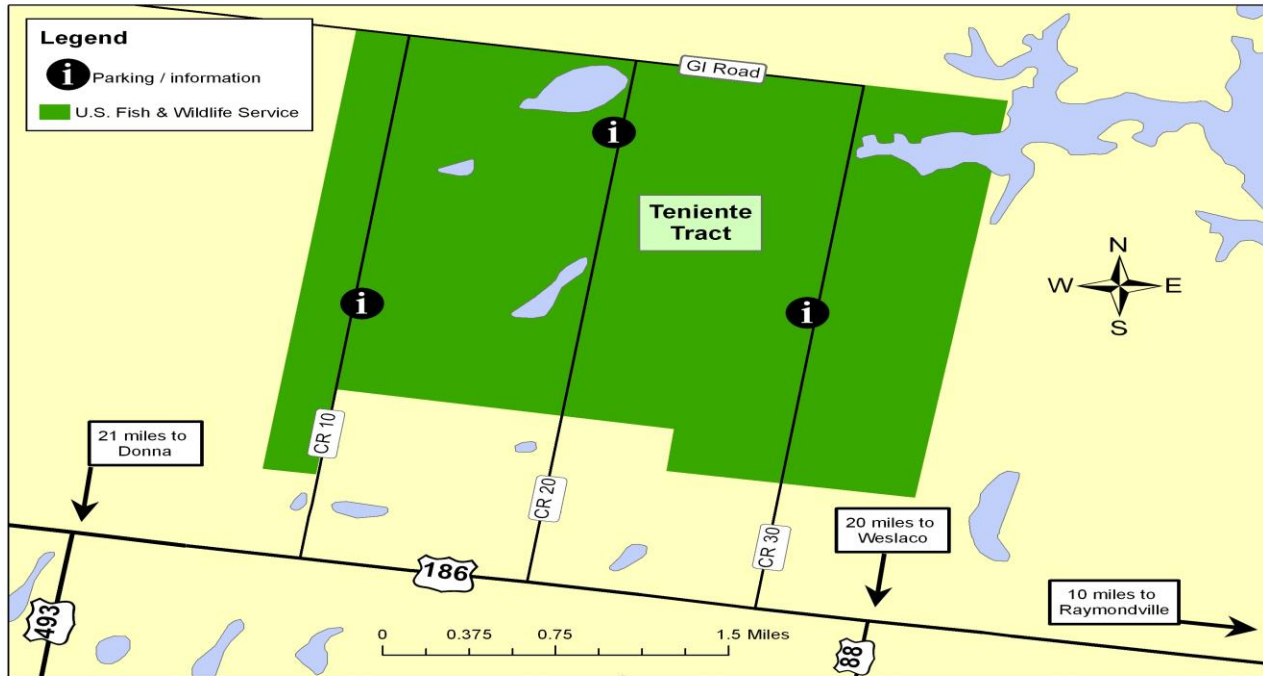 Legend
i Parking / information
U.S. Fish & Wildlife Service
GI Road
i
Teniente
Tract
N
W E
S
i
i
CR 10
21 miles to
Donna
CR 20
CR 30
20 miles to
Weslaco
186
10 miles to
Raymondville
493
0 0.375 0.75 1.5 Miles
88